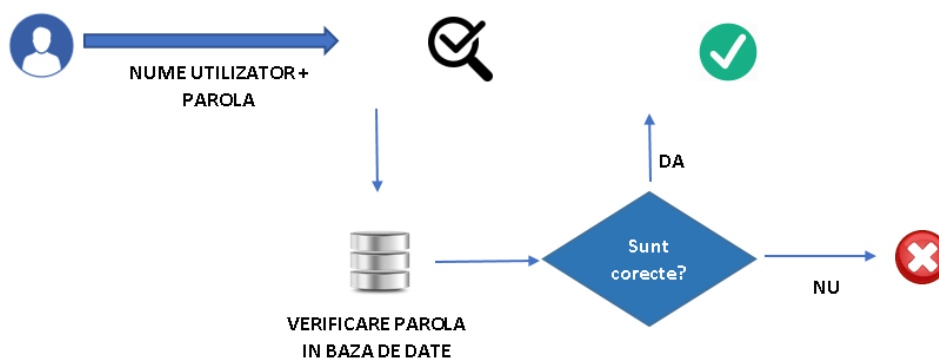 NUME UTILIZATOR +
PAROLA
DA
Sunt
corecte?
NU
VERIFICARE PAROLA
IN BAZA DE DATE